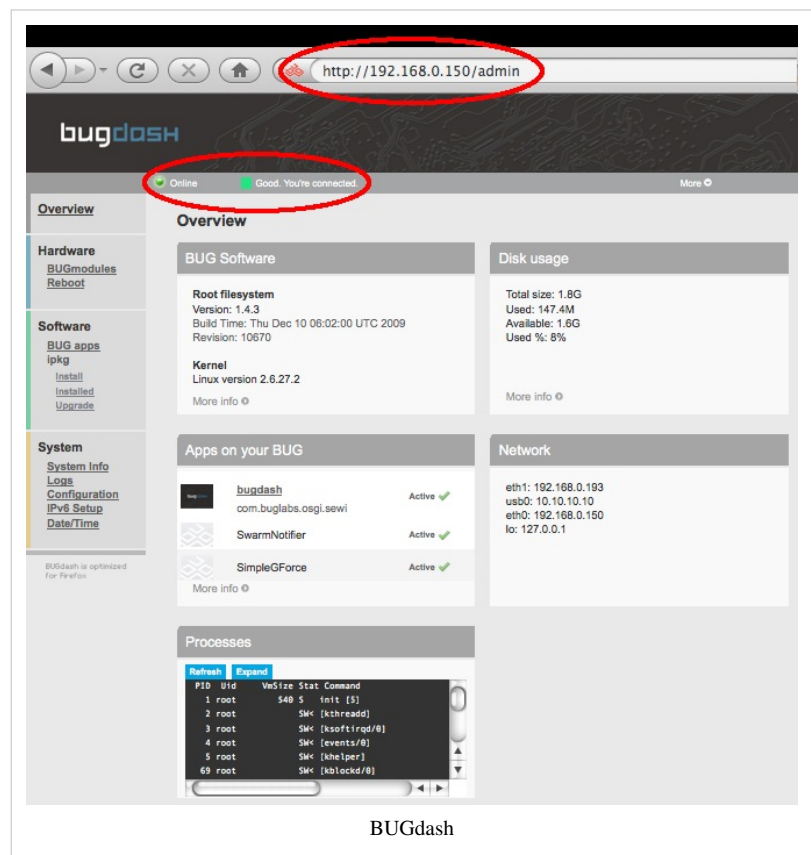 http://192.168.0.150/admin
bugdash
Online Good. You're connected. More
Overview
Hardware
BUGmodules
Reboot
Software
BUG apps
ipkg
Install
Installed
Upgrade
System
System Info
Logs
Configuration
IPv6 Setup
Date/Time
BUGdash is optimized
for Firefox
Overview
BUG Software
Root filesystem
Version: 1.4.3
Build Time: Thu Dec 10 06:02:00 UTC 2009
Revision: 10670
Kernel
Linux version 2.6.27.2
More info
Disk usage
Total size: 1.8G
Used: 147.4M
Available: 1.6G
Used %: 8%
More info
Apps on your BUG
bugdash
com.buglabs.osgi.sewi
Active
SwarmNotifier Active
SimpleGForce Active
More info
Network
eth1: 192.168.0.193
usb0: 10.10.10.10
eth0: 192.168.0.150
lo: 127.0.0.1
Processes
Refresh Expand
PID Uid VmSize Stat Command
1 root 540 S init [5]
2 root SW< [kthreadd]
3 root SW< [ksoftirqd/0]
4 root SW< [events/0]
5 root SW< [khelper]
69 root SW< [kblockd/0]
BUGdash